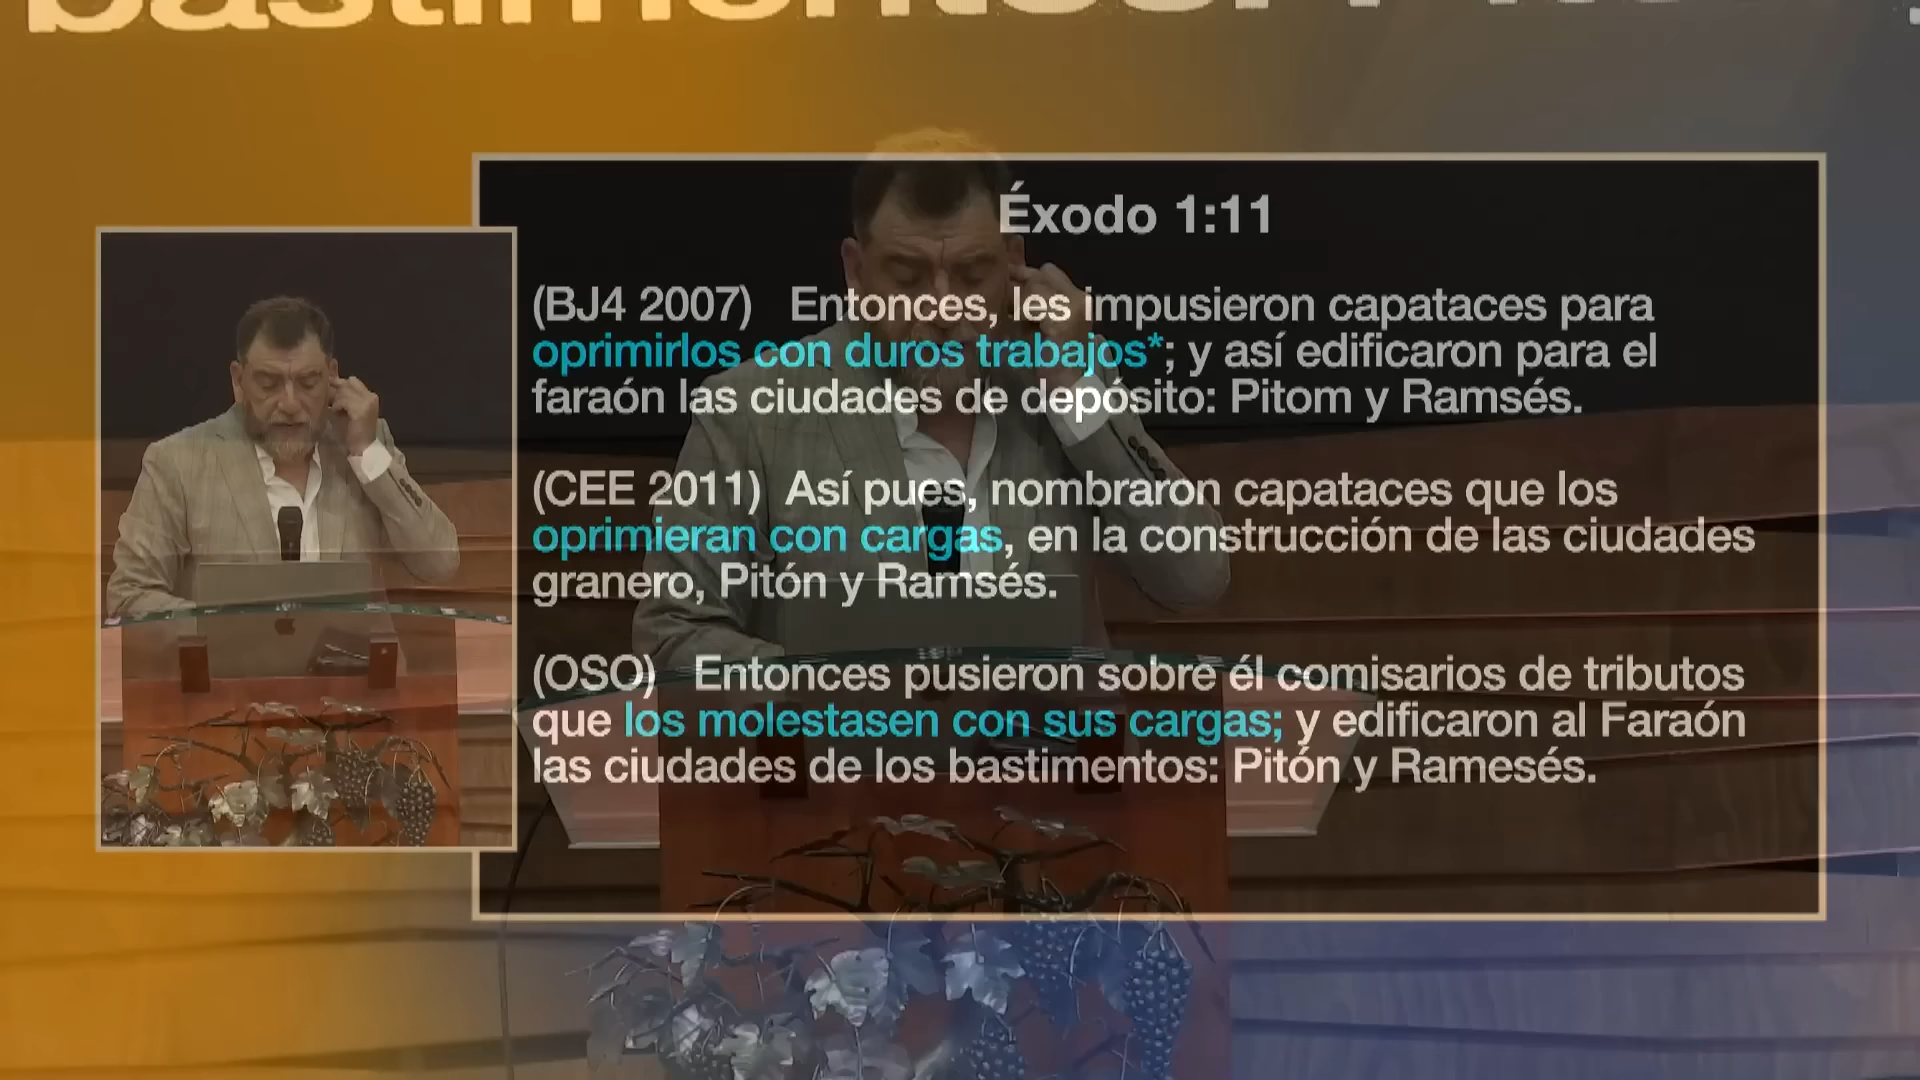 bastimentos: Pitón y
Éxodo 1:11
(BJ4 2007) Entonces, les impusieron capataces para
oprimirlos con duros trabajos*; y así edificaron para el
faraón las ciudades de depósito: Pitom y Ramsés.
(CEE 2011) Así pues, nombraron capataces que los
oprimieran con cargas, en la construcción de las ciudades
granero, Pitón y Ramsés.
(OSO) Entonces pusieron sobre él comisarios de tributos
que los molestasen con sus cargas; y edificaron al Faraón
las ciudades de los bastimentos: Pitón y Ramesés.